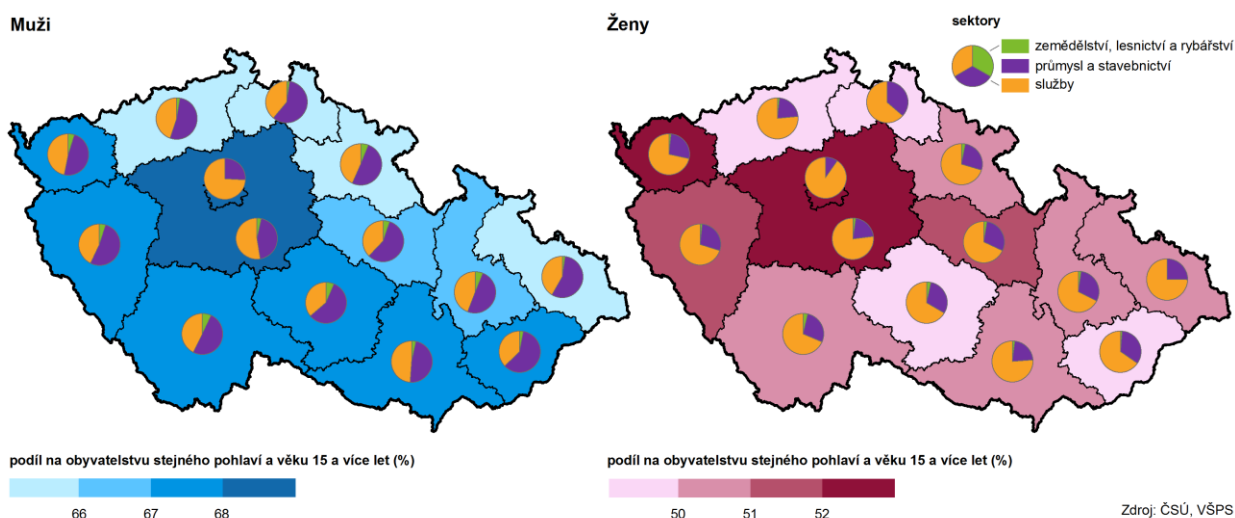 Muži
Ženy
sektory
zemědělství, lesnictví a rybářství
průmysl a stavebnictví
služby
podíl na obyvatelstvu stejného pohlaví a věku 15 a více let (%)
66 67 68
podíl na obyvatelstvu stejného pohlaví a věku 15 a více let (%)
50 51 52
Zdroj: ČSÚ, VŠPS